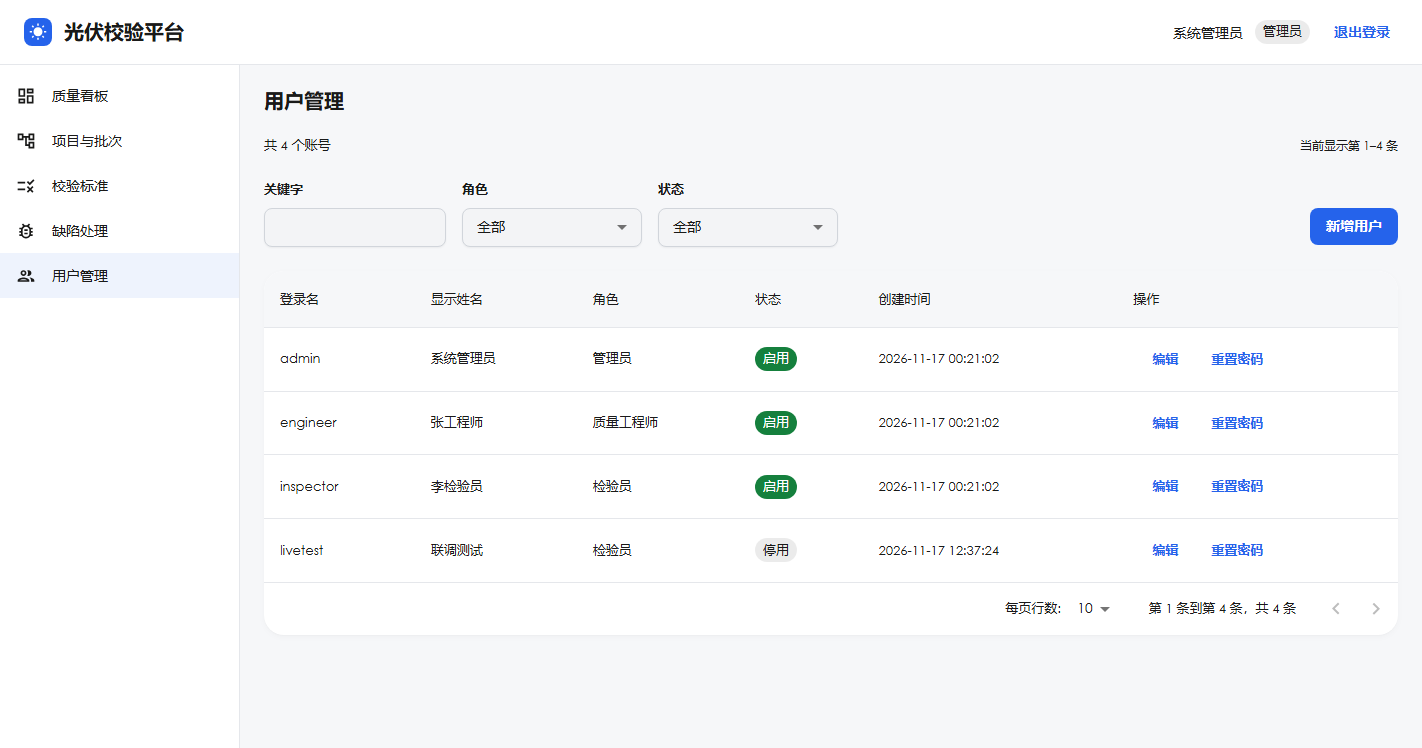 光伏校验平台
系统管理员 管理员 退出登录
质量看板
项目与批次
校验标准
缺陷处理
用户管理
用户管理
共 4 个账号 当前显示第 1–4 条
关键字 角色 状态
全部 全部 新增用户
登录名 显示姓名 角色 状态 创建时间 操作
admin 系统管理员 管理员 启用 2026-11-17 00:21:02 编辑 重置密码
engineer 张工程师 质量工程师 启用 2026-11-17 00:21:02 编辑 重置密码
inspector 李检验员 检验员 启用 2026-11-17 00:21:02 编辑 重置密码
livetest 联调测试 检验员 停用 2026-11-17 12:37:24 编辑 重置密码
每页行数: 10 第 1 条到第 4 条，共 4 条